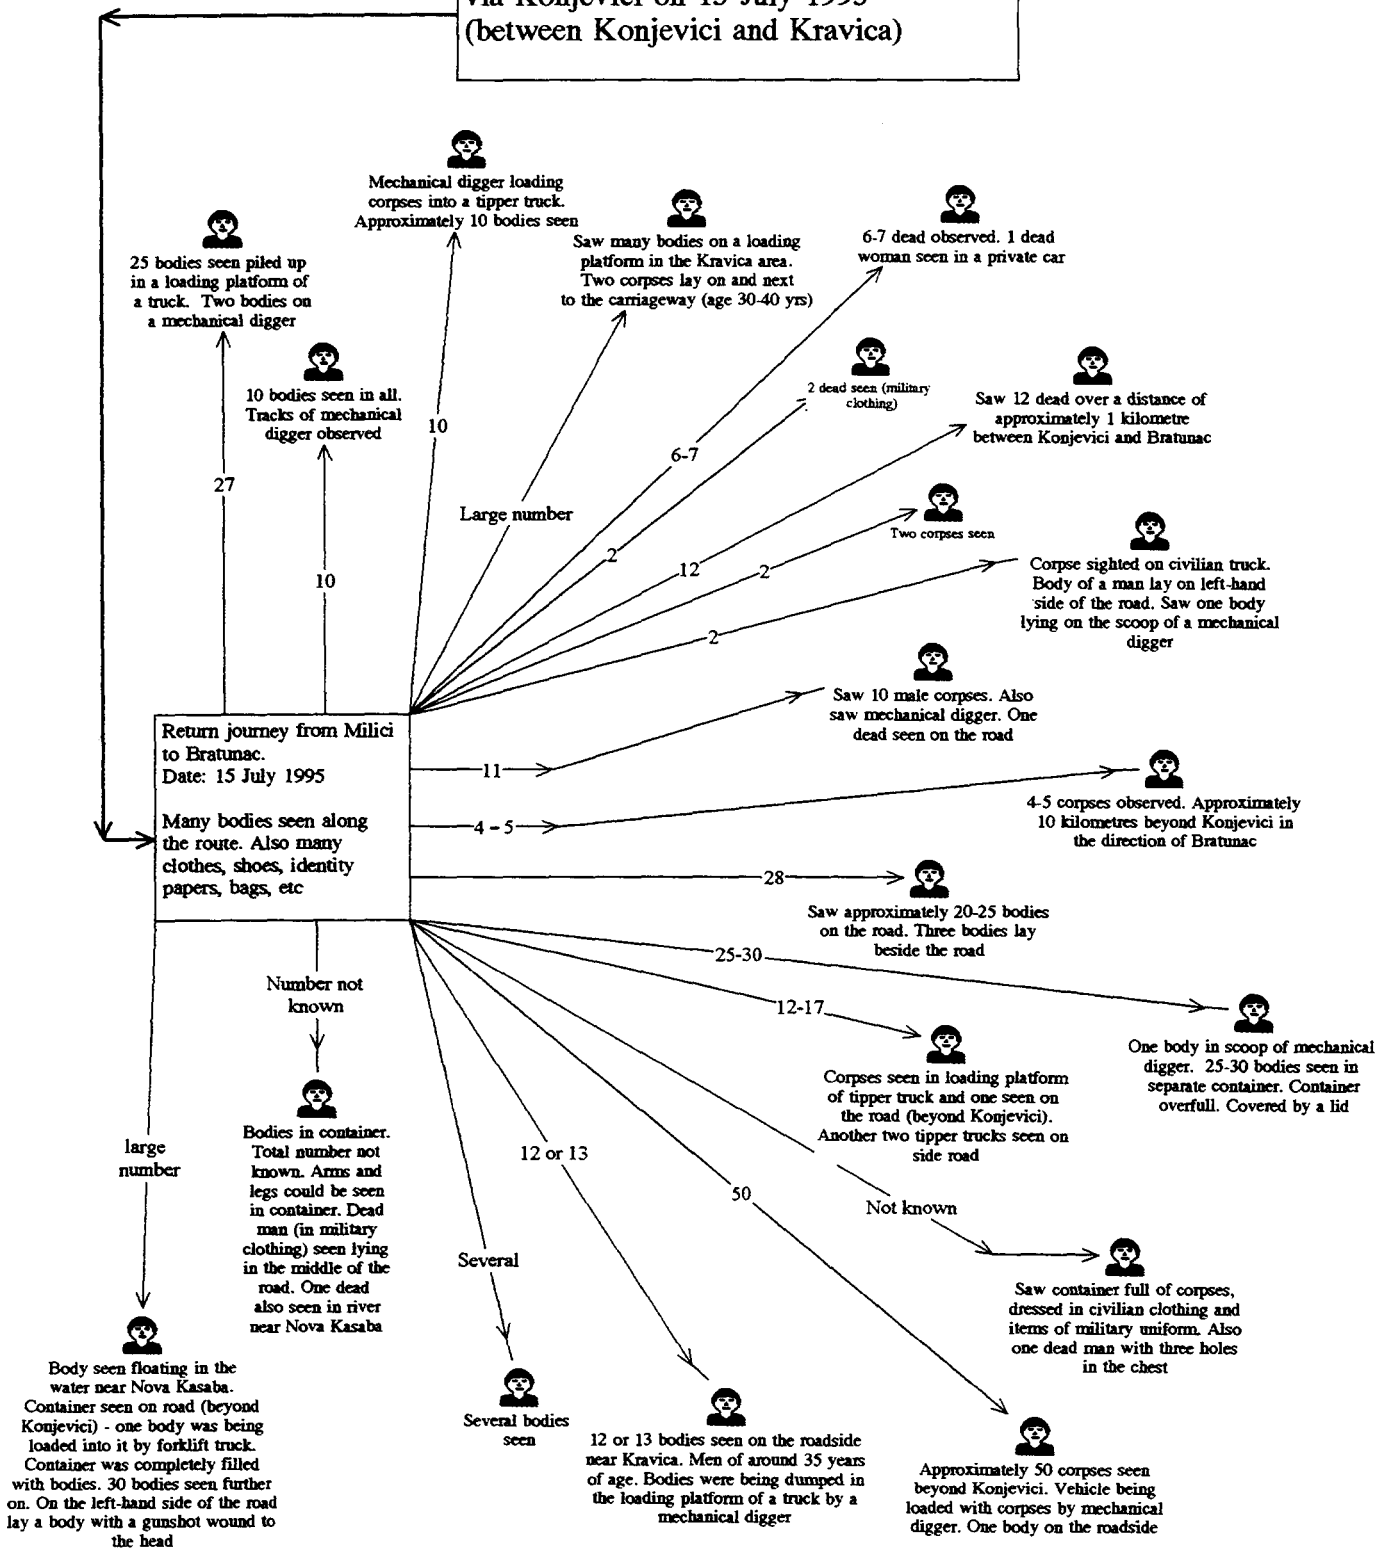 (between Konjevici and Kravica)
Mechanical digger loading
corpses into a tipper truck.
Approximately 10 bodies seen
25 bodies seen piled up
in a loading platform of
a truck. Two bodies on
a mechanical digger
Saw many bodies on a loading
platform in the Kravica area.
Two corpses lay on and next
to the carriageway (age 30-40 yrs)
6-7 dead observed. 1 dead
woman seen in a private car
10 bodies seen in all.
Tracks of mechanical
digger observed
2 dead seen (military
clothing)
Saw 12 dead over a distance of
approximately 1 kilometre
between Konjevici and Bratunac
10
6-7
27
Large number
Two corpses seen
2
12
2
10
Corpse sighted on civilian truck.
Body of a man lay on left-hand
side of the road. Saw one body
lying on the scoop of a mechanical
digger
2
Saw 10 male corpses. Also
saw mechanical digger. One
dead seen on the road
Return journey from Milici
to Bratunac.
Date: 15 July 1995
Many bodies seen along
the route. Also many
clothes, shoes, identity
papers, bags, etc
11
4-5
4-5 corpses observed. Approximately
10 kilometres beyond Konjevici in
the direction of Bratunac
28
Saw approximately 20-25 bodies
on the road. Three bodies lay
beside the road
25-30
12-17
Number not
known
One body in scoop of mechanical
digger. 25-30 bodies seen in
separate container. Container
overfull. Covered by a lid
Corpses seen in loading platform
of tipper truck and one seen on
the road (beyond Konjevici).
Another two tipper trucks seen on
side road
large
number
Bodies in container.
Total number not
known. Arms and
legs could be seen
in container. Dead
man (in military
clothing) seen lying
in the middle of the
road. One dead
also seen in river
near Nova Kasaba
12 or 13
50
Not known
Several
Saw container full of corpses,
dressed in civilian clothing and
items of military uniform. Also
one dead man with three holes
in the chest
Body seen floating in the
water near Nova Kasaba.
Container seen on road (beyond
Konjevici) - one body was being
loaded into it by forklift truck.
Container was completely filled
with bodies. 30 bodies seen further
on. On the left-hand side of the road
lay a body with a gunshot wound to
the head
Several bodies
seen
12 or 13 bodies seen on the roadside
near Kravica. Men of around 35 years
of age. Bodies were being dumped in
the loading platform of a truck by a
mechanical digger
Approximately 50 corpses seen
beyond Konjevici. Vehicle being
loaded with corpses by mechanical
digger. One body on the roadside